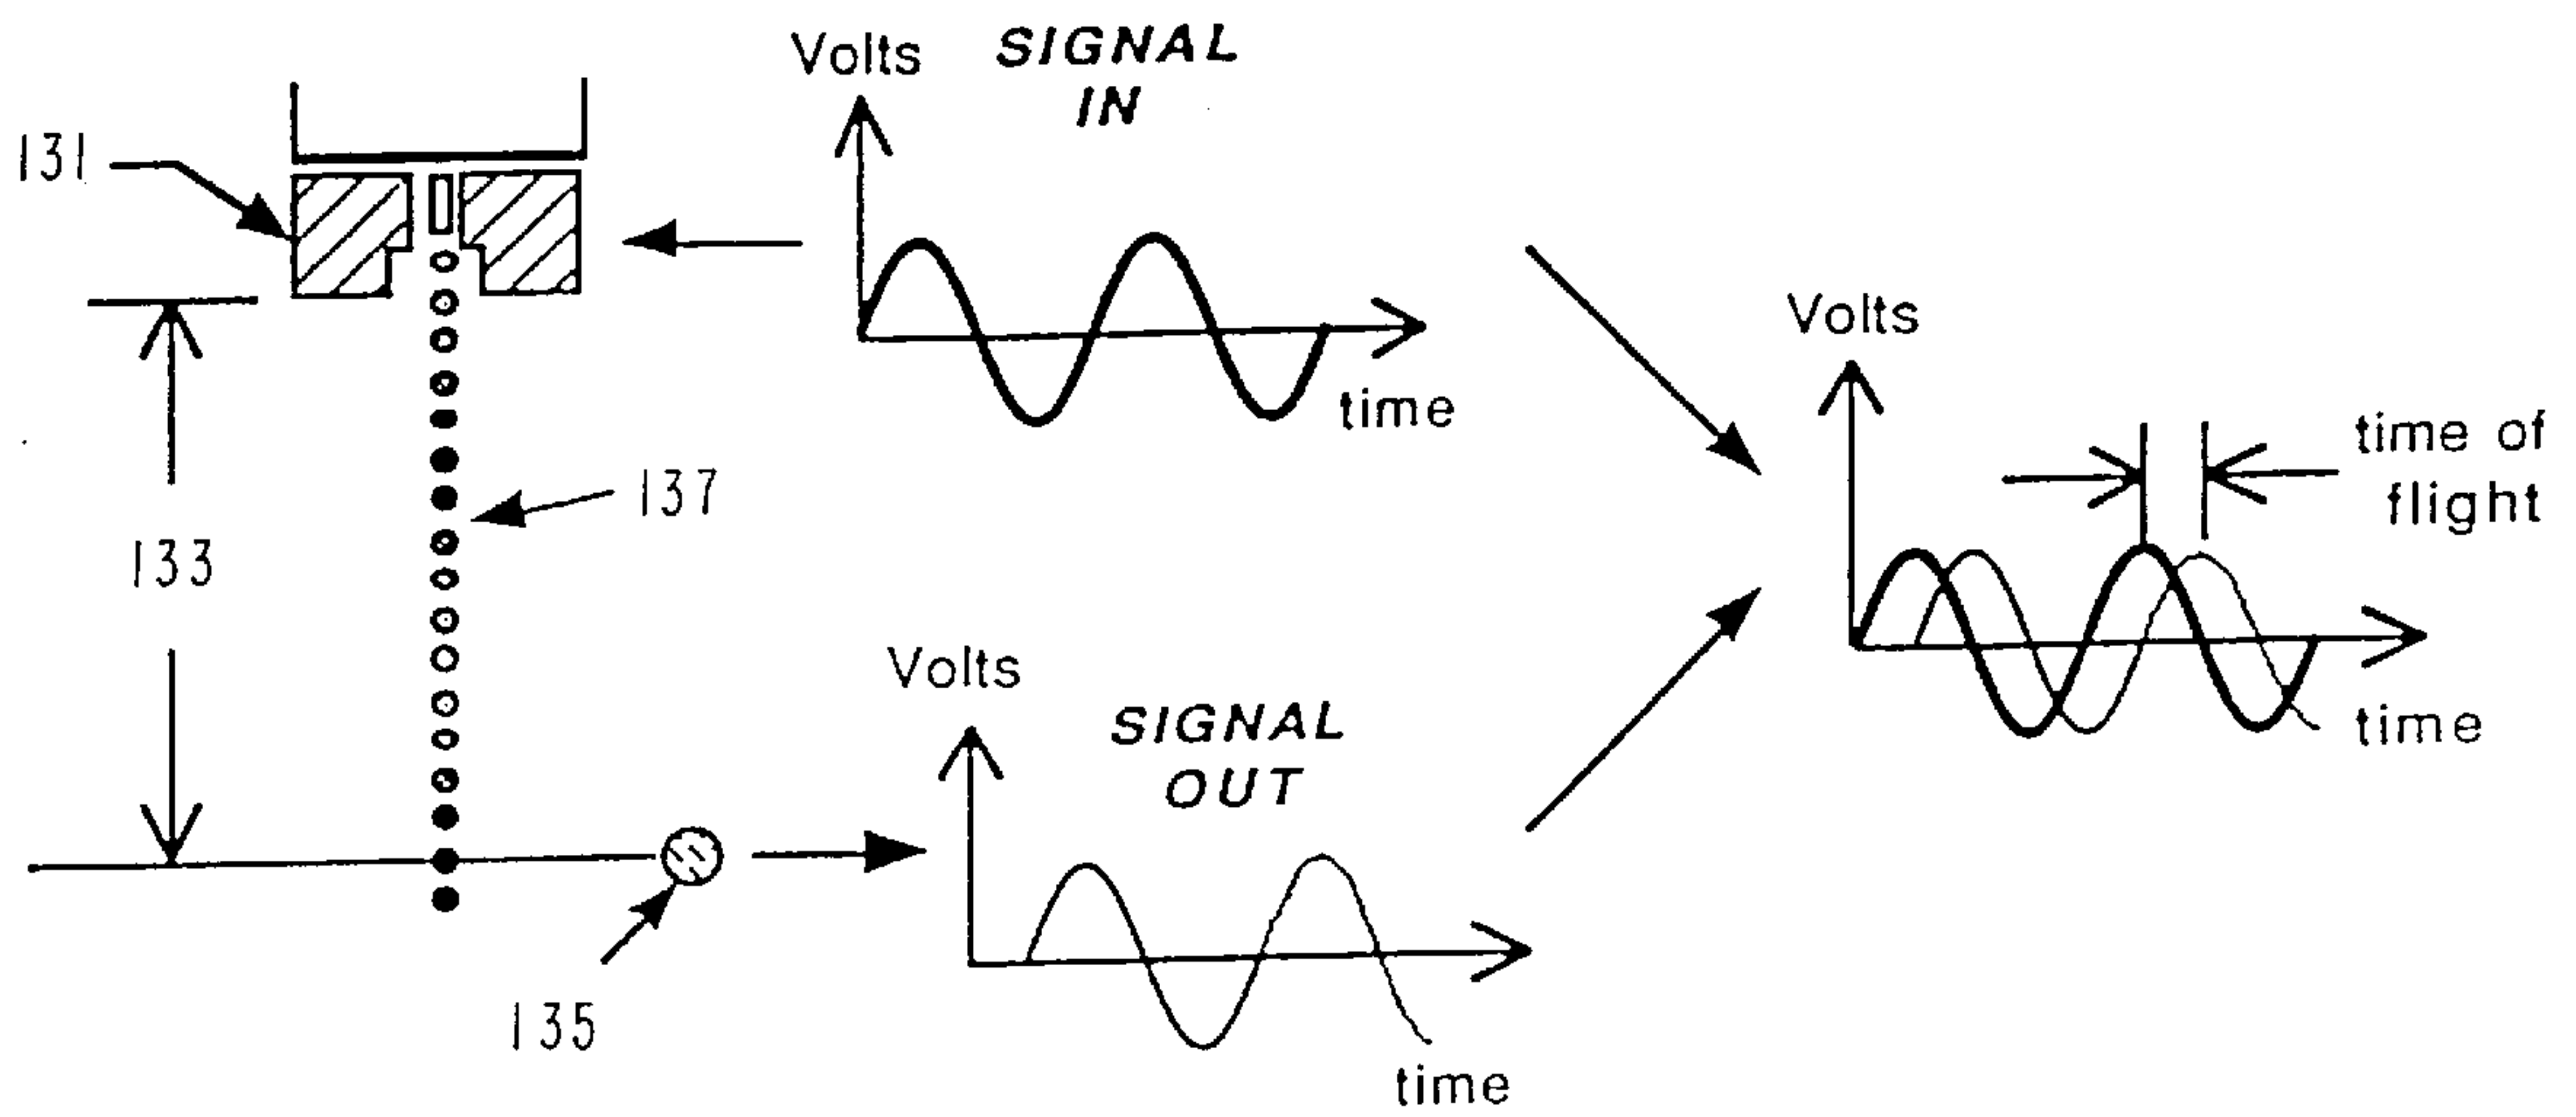 Volts
SIGNAL
IN
131
time
137
133
Volts
time of
flight
time
Volts
SIGNAL
OUT
135
time